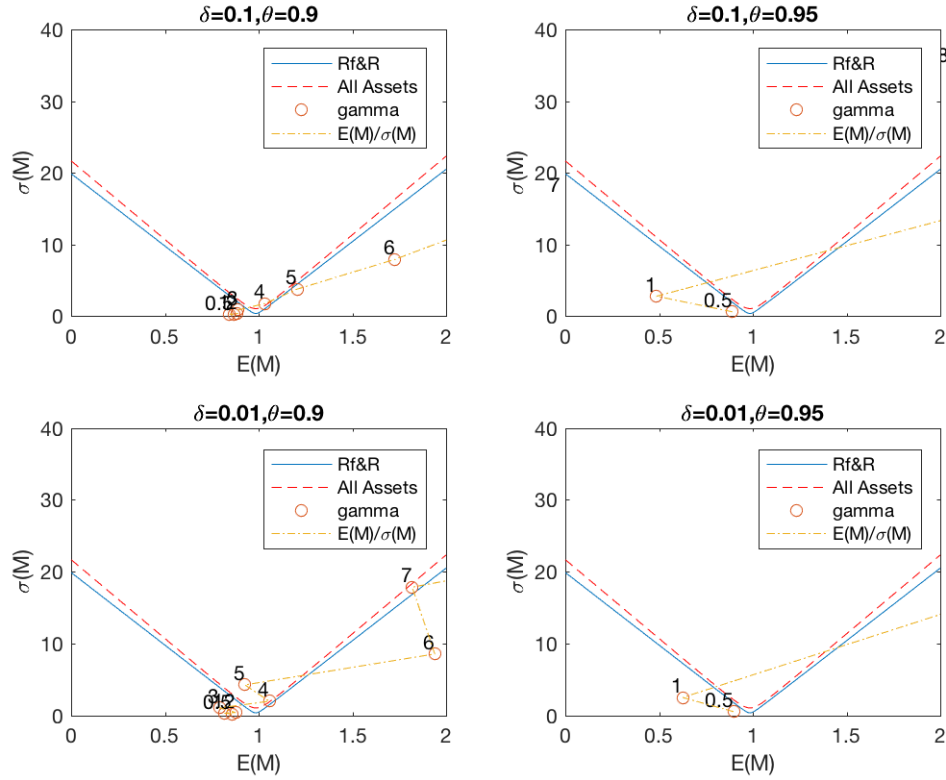 δ=0.1,θ=0.9
40
30
20
10
0
σ(M)
Rf&R
All Assets
gamma
E(M)/σ(M)
4
5
6
0 0.5 1 1.5 2
E(M)
δ=0.1,θ=0.95
40
30
20
10
0
σ(M)
Rf&R
All Assets
gamma
E(M)/σ(M)
8
7
1
0.5
0 0.5 1 1.5 2
E(M)
δ=0.01,θ=0.9
40
30
20
10
0
σ(M)
Rf&R
All Assets
gamma
E(M)/σ(M)
7
6
5
4
0 0.5 1 1.5 2
E(M)
δ=0.01,θ=0.95
40
30
20
10
0
σ(M)
Rf&R
All Assets
gamma
E(M)/σ(M)
1
0.5
0 0.5 1 1.5 2
E(M)